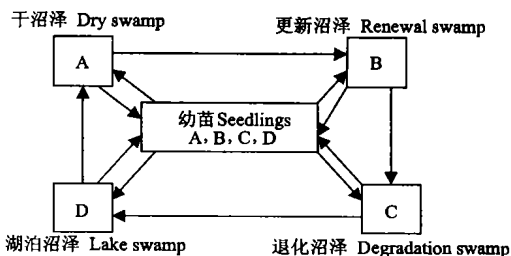 干沼泽 Dry swamp
更新沼泽 Renewal swamp
A
B
幼苗 Seedlings
A, B, C, D
D
C
湖泊沼泽 Lake swamp
退化沼泽 Degradation swamp